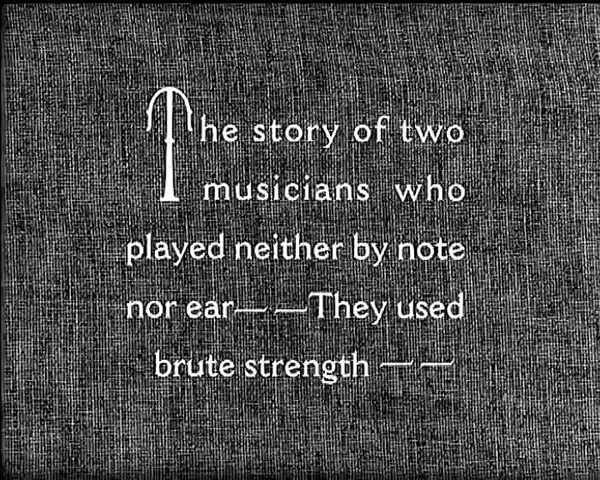 The story of two
musicians who
played neither by note
nor ear— —They used
brute strength — —